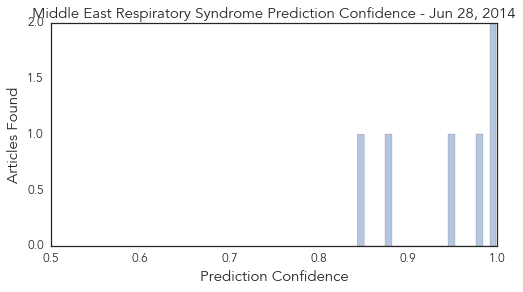 Middle East Respiratory Syndrome Prediction Confidence - Jun 28, 2014
2.0
1.5
1.0
0.5
0.0
Articles Found
0.5 0.6 0.7 0.8 0.9 1.0
Prediction Confidence